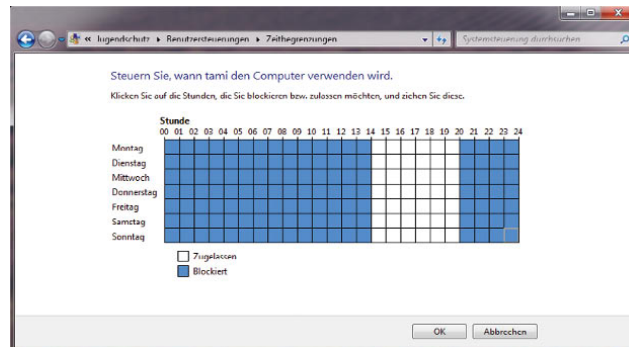 « Jugendschutz ▸ Benutzersteuerungen ▸ Zeitbegrenzungen
Systemsteuerung durchsuchen
Steuern Sie, wann tami den Computer verwenden wird.
Klicken Sie auf die Stunden, die Sie blockieren bzw. zulassen möchten, und ziehen Sie diese.
Stunde
00 01 02 03 04 05 06 07 08 09 10 11 12 13 14 15 16 17 18 19 20 21 22 23 24
Montag
Dienstag
Mittwoch
Donnerstag
Freitag
Samstag
Sonntag
Zugelassen
Blockiert
OK Abbrechen